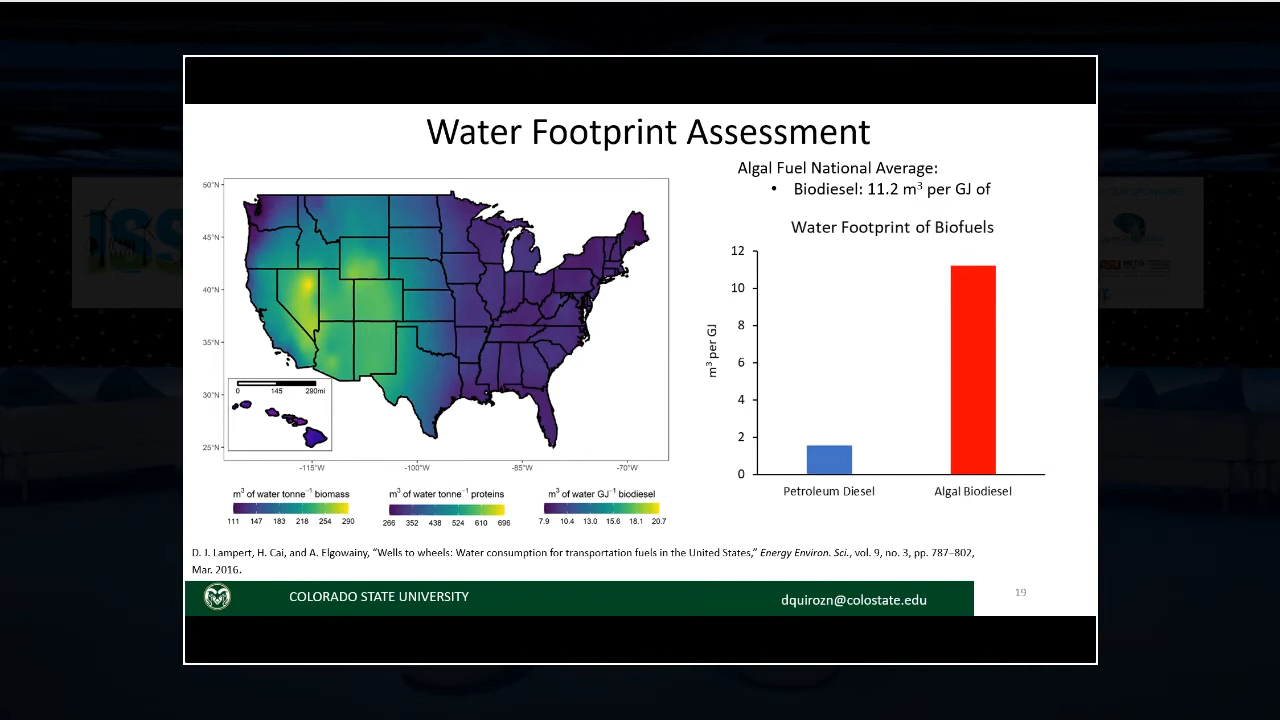 Water Footprint Assessment
Algal Fuel National Average:
• Biodiesel: 11.2 m³ per GJ of
50°N
45°N
40°N
35°N
30°N
25°N
0 145 290mi
-115°W -100°W -85°W -70°W
m³ of water tonne⁻¹ biomass
111 147 183 218 254 290
m³ of water tonne⁻¹ proteins
266 352 438 524 610 696
m³ of water GJ⁻¹ biodiesel
7.9 10.4 13.0 15.6 18.1 20.7
Water Footprint of Biofuels
m³ per GJ
12
10
8
6
4
2
0
Petroleum Diesel Algal Biodiesel
D. J. Lampert, H. Cai, and A. Elgowainy, "Wells to wheels: Water consumption for transportation fuels in the United States," Energy Environ. Sci., vol. 9, no. 3, pp. 787–802,
Mar. 2016.
COLORADO STATE UNIVERSITY
dquirozn@colostate.edu
19